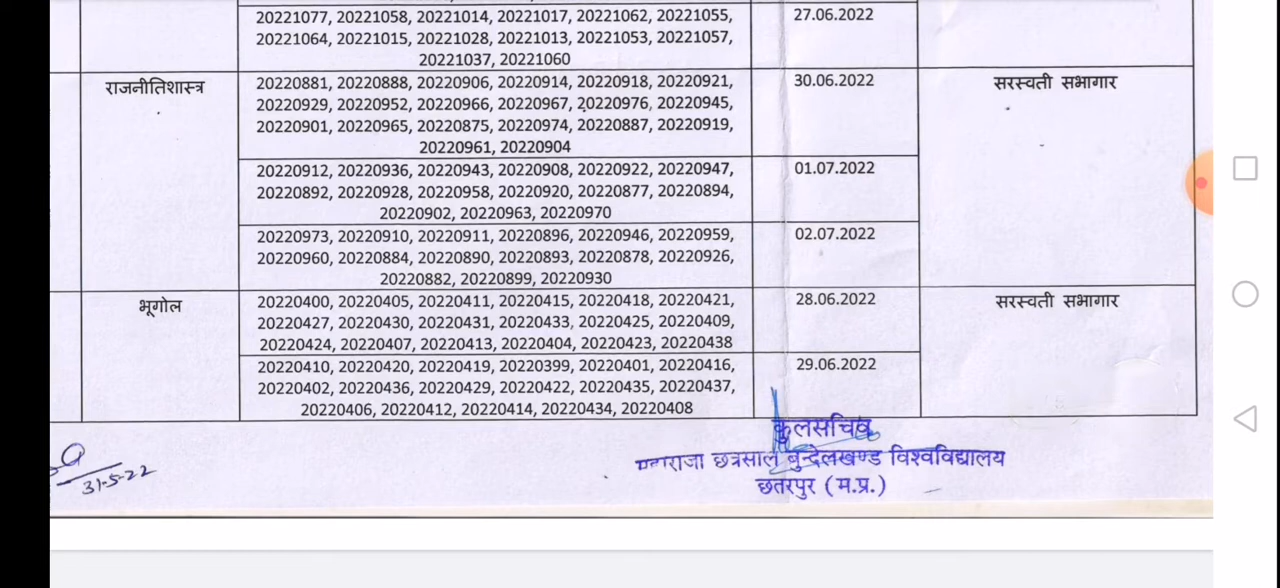 20221077, 20221058, 20221014, 20221017, 20221062, 20221055,
27.06.2022
20221064, 20221015, 20221028, 20221013, 20221053, 20221057,
20221037, 20221060
राजनीतिशास्त्र
20220881, 20220888, 20220906, 20220914, 20220918, 20220921,
30.06.2022
सरस्वती सभागार
20220929, 20220952, 20220966, 20220967, 20220976, 20220945,
20220901, 20220965, 20220875, 20220974, 20220887, 20220919,
20220961, 20220904
20220912, 20220936, 20220943, 20220908, 20220922, 20220947,
01.07.2022
20220892, 20220928, 20220958, 20220920, 20220877, 20220894,
20220902, 20220963, 20220970
20220973, 20220910, 20220911, 20220896, 20220946, 20220959,
02.07.2022
20220960, 20220884, 20220890, 20220893, 20220878, 20220926,
20220882, 20220899, 20220930
भूगोल
20220400, 20220405, 20220411, 20220415, 20220418, 20220421,
28.06.2022
सरस्वती सभागार
20220427, 20220430, 20220431, 20220433, 20220425, 20220409,
20220424, 20220407, 20220413, 20220404, 20220423, 20220438
20220410, 20220420, 20220419, 20220399, 20220401, 20220416,
29.06.2022
20220402, 20220436, 20220429, 20220422, 20220435, 20220437,
20220406, 20220412, 20220414, 20220434, 20220408
कुलसचिव
छत्रसाल बुन्देलखण्ड विश्वविद्यालय
छतरपुर (म.प्र.)
31-5-22